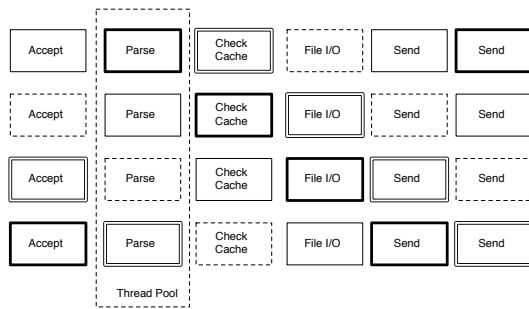 Accept
Parse
Check
Cache
File I/O
Send
Send
Accept
Parse
Check
Cache
File I/O
Send
Send
Accept
Parse
Check
Cache
File I/O
Send
Send
Accept
Parse
Check
Cache
File I/O
Send
Send
Thread Pool